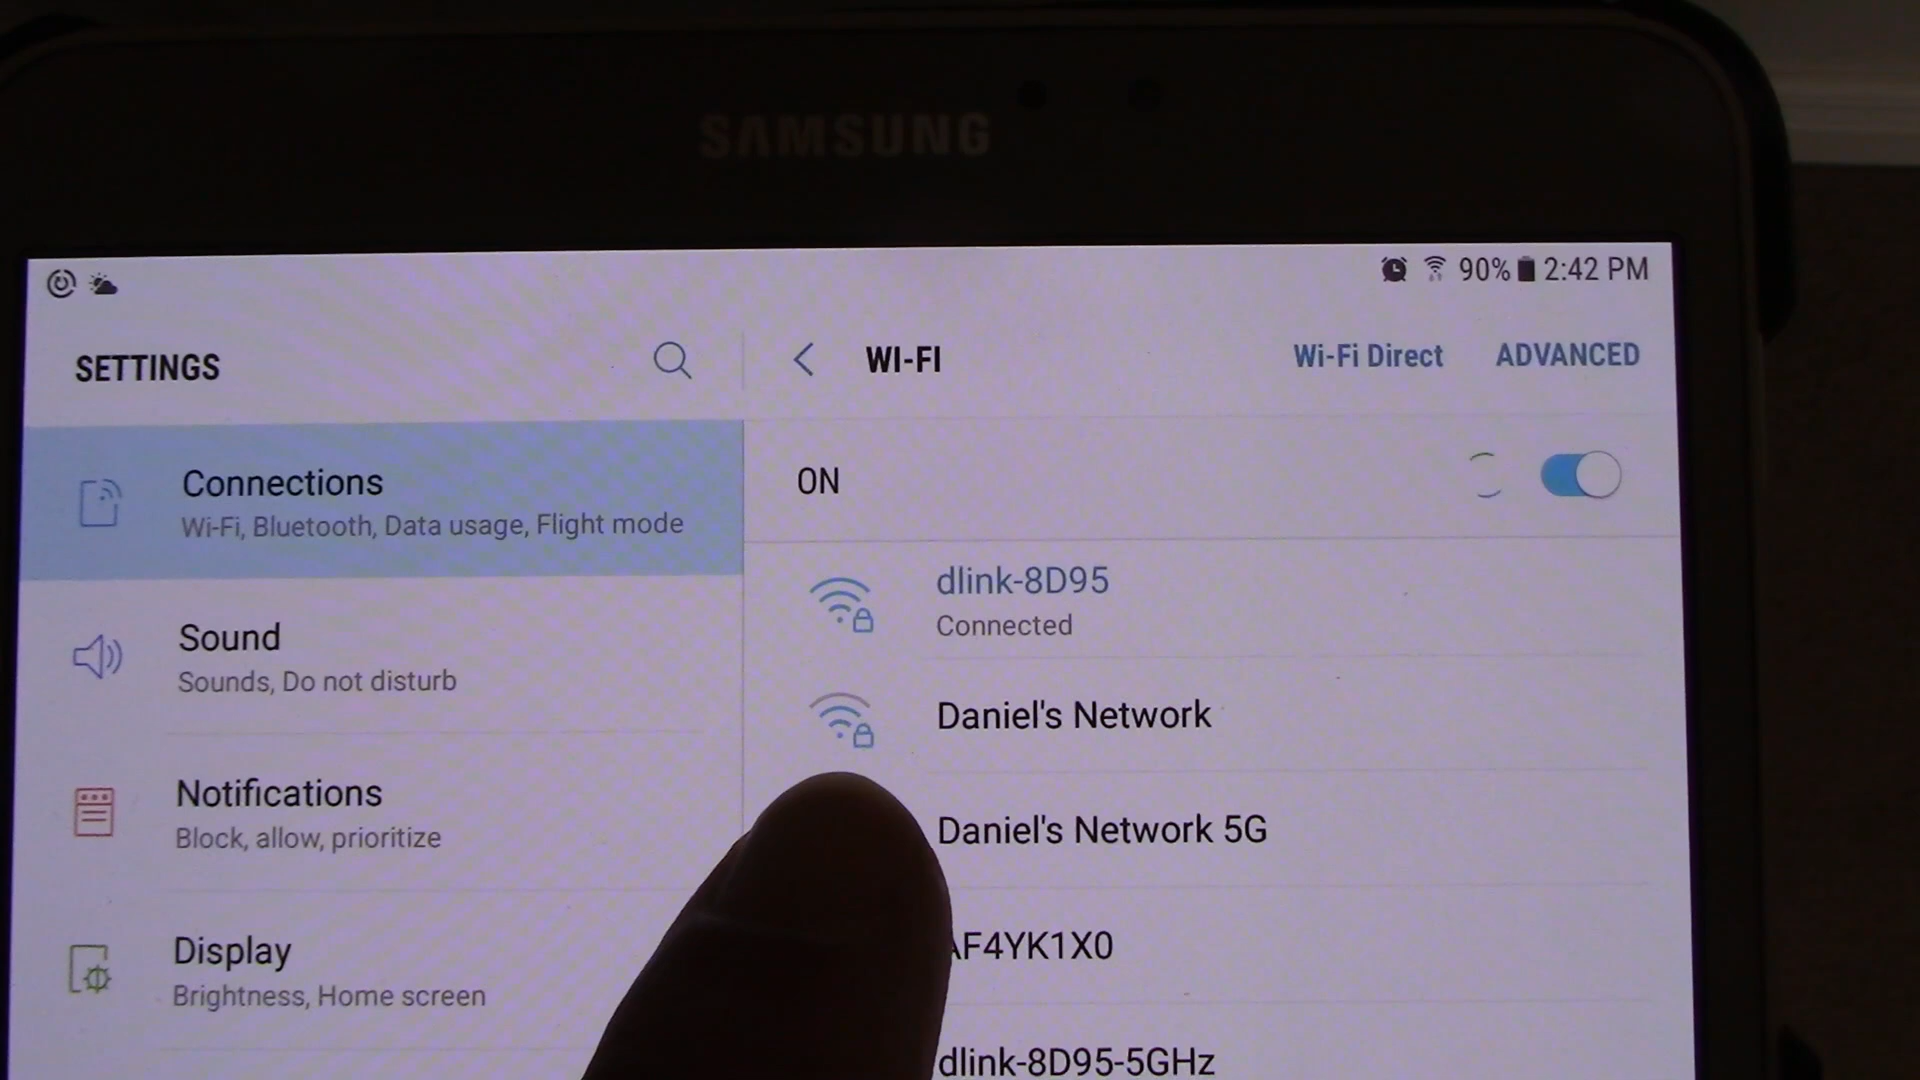 SAMSUNG
90% 2:42 PM
SETTINGS
WI-FI
Wi-Fi Direct
ADVANCED
Connections
Wi-Fi, Bluetooth, Data usage, Flight mode
Sound
Sounds, Do not disturb
Notifications
Block, allow, prioritize
Display
Brightness, Home screen
ON
dlink-8D95
Connected
Daniel's Network
Daniel's Network 5G
AF4YK1X0
dlink-8D95-5GHz